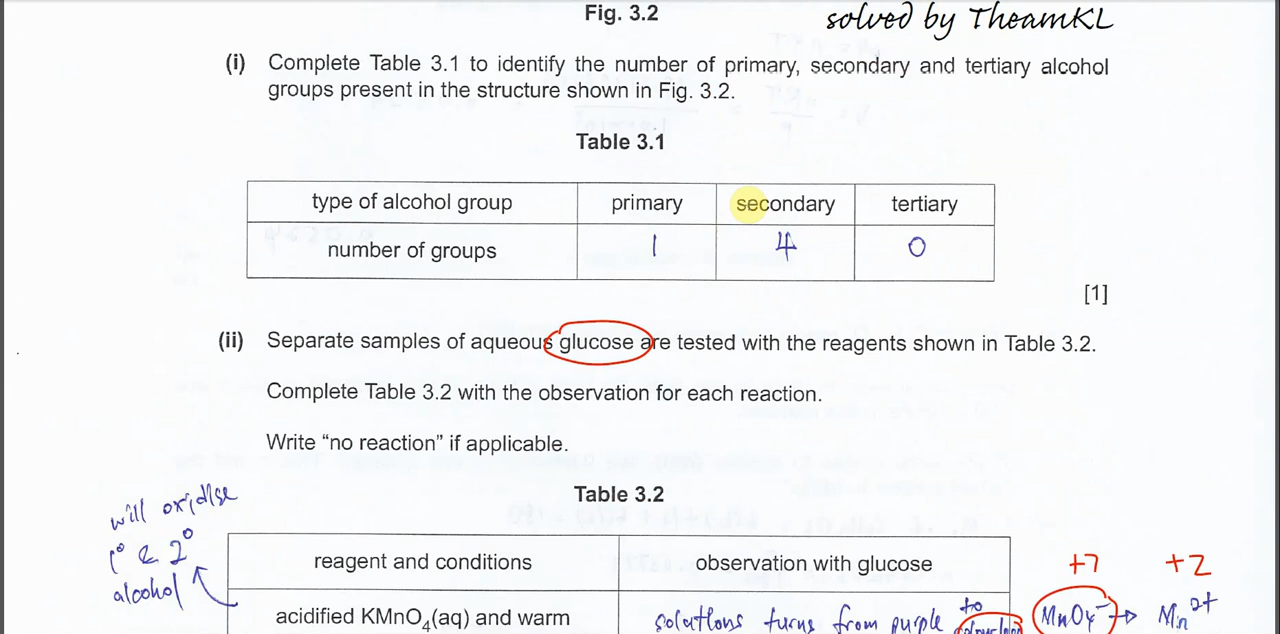 Fig. 3.2
solved by TheamKL
(i) Complete Table 3.1 to identify the number of primary, secondary and tertiary alcohol
groups present in the structure shown in Fig. 3.2.
Table 3.1
type of alcohol group primary secondary tertiary
number of groups 1 4 0
[1]
(ii) Separate samples of aqueous glucose are tested with the reagents shown in Table 3.2.
Complete Table 3.2 with the observation for each reaction.
Write “no reaction” if applicable.
Table 3.2
will oxidise
1° & 2°
alcohol
reagent and conditions observation with glucose
+7 +2
acidified KMnO₄(aq) and warm solutions turns from purple to colourless
MnO₄⁻ → Mn²⁺